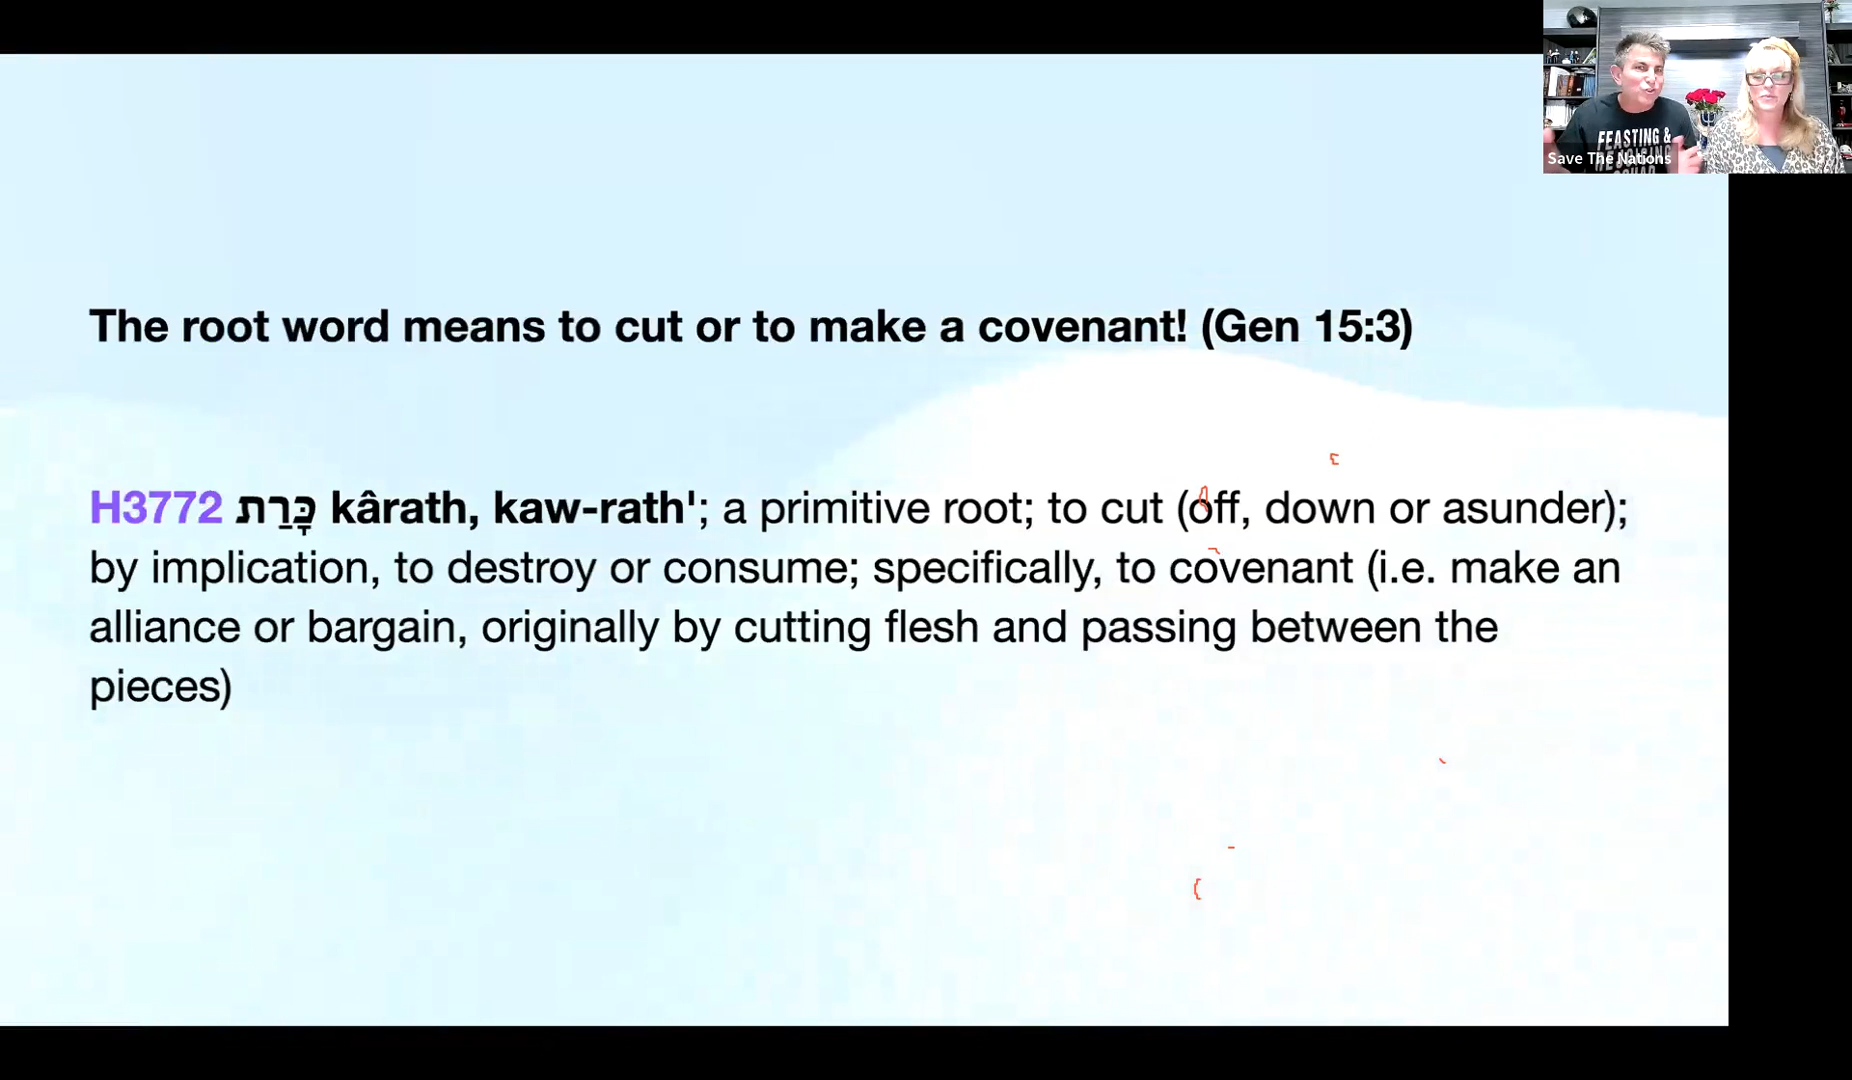 FEASTING &
Save The Nations
The root word means to cut or to make a covenant! (Gen 15:3)
H3772 כָּרַת kârath, kaw-rath'; a primitive root; to cut (off, down or asunder);
by implication, to destroy or consume; specifically, to covenant (i.e. make an
alliance or bargain, originally by cutting flesh and passing between the
pieces)